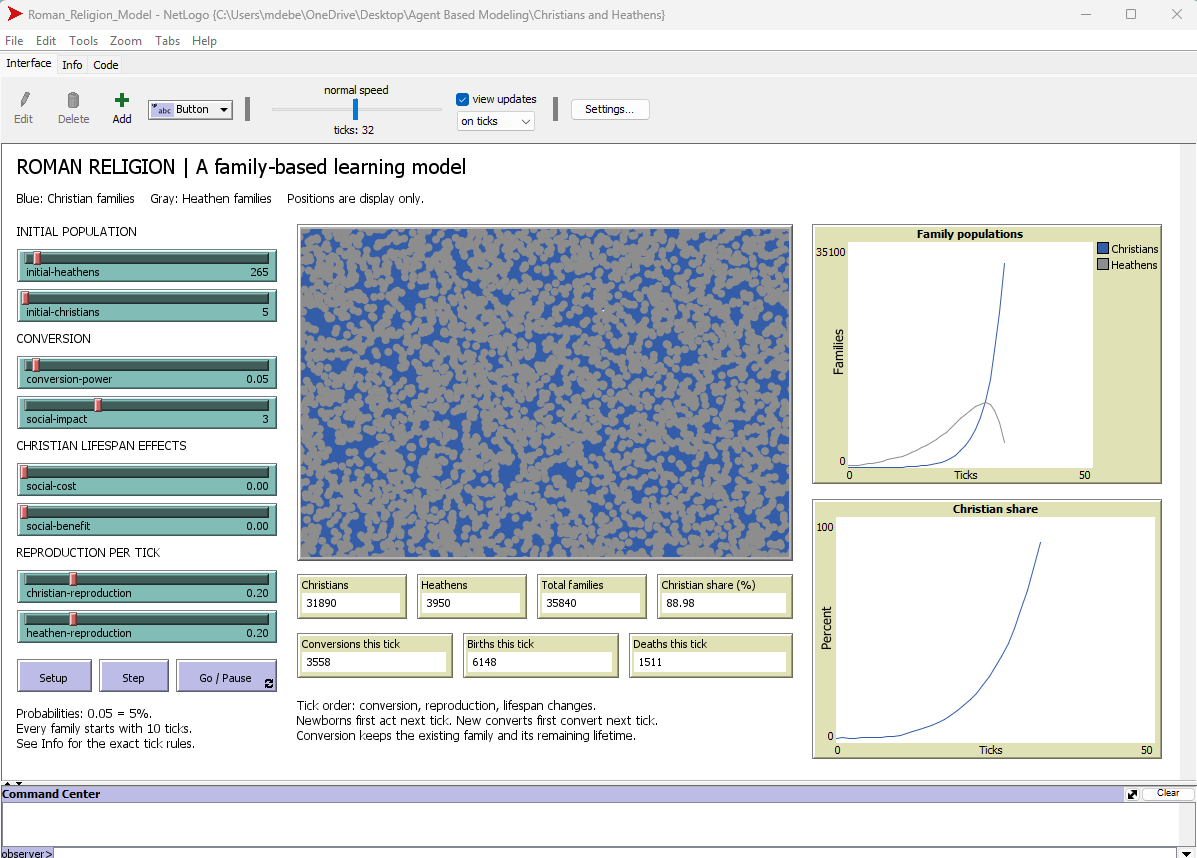 Roman_Religion_Model - NetLogo {C:\Users\mdebe\OneDrive\Desktop\Agent Based Modeling\Christians and Heathens}
File Edit Tools Zoom Tabs Help
Interface Info Code
Edit Delete Add
abc Button
normal speed
ticks: 32
view updates
on ticks
Settings...
ROMAN RELIGION | A family-based learning model
Blue: Christian families Gray: Heathen families Positions are display only.
INITIAL POPULATION
initial-heathens 265
initial-christians 5
CONVERSION
conversion-power 0.05
social-impact 3
CHRISTIAN LIFESPAN EFFECTS
social-cost 0.00
social-benefit 0.00
REPRODUCTION PER TICK
christian-reproduction 0.20
heathen-reproduction 0.20
Setup Step Go / Pause
Probabilities: 0.05 = 5%.
Every family starts with 10 ticks.
See Info for the exact tick rules.
Christians
31890
Heathens
3950
Total families
35840
Christian share (%)
88.98
Conversions this tick
3558
Births this tick
6148
Deaths this tick
1511
Tick order: conversion, reproduction, lifespan changes.
Newborns first act next tick. New converts first convert next tick.
Conversion keeps the existing family and its remaining lifetime.
Family populations
35100
Families
0
0 Ticks 50
Christians
Heathens
Christian share
100
Percent
0
0 Ticks 50
Command Center
Clear
observer>